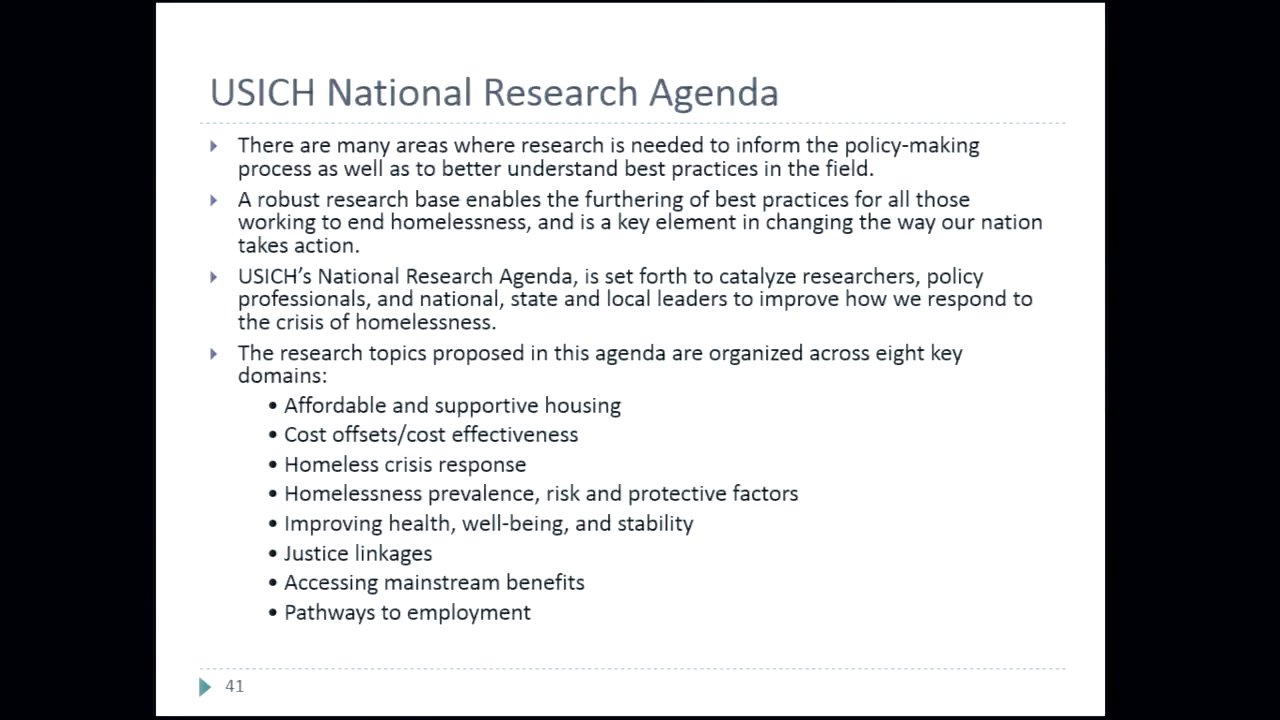 USICH National Research Agenda
There are many areas where research is needed to inform the policy-making
process as well as to better understand best practices in the field.
A robust research base enables the furthering of best practices for all those
working to end homelessness, and is a key element in changing the way our nation
takes action.
USICH’s National Research Agenda, is set forth to catalyze researchers, policy
professionals, and national, state and local leaders to improve how we respond to
the crisis of homelessness.
The research topics proposed in this agenda are organized across eight key
domains:
• Affordable and supportive housing
• Cost offsets/cost effectiveness
• Homeless crisis response
• Homelessness prevalence, risk and protective factors
• Improving health, well-being, and stability
• Justice linkages
• Accessing mainstream benefits
• Pathways to employment
41